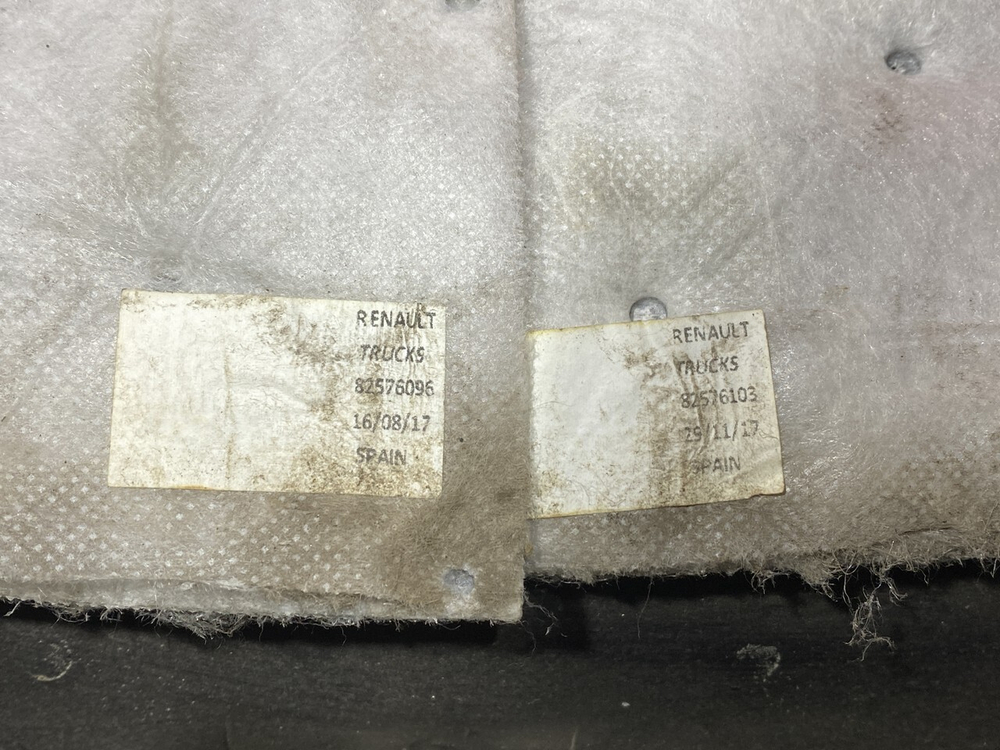 RENAULT
TRUCKS
82576096
16/08/17
SPAIN
RENAULT
TRUCKS
82576103
29/11/17
SPAIN